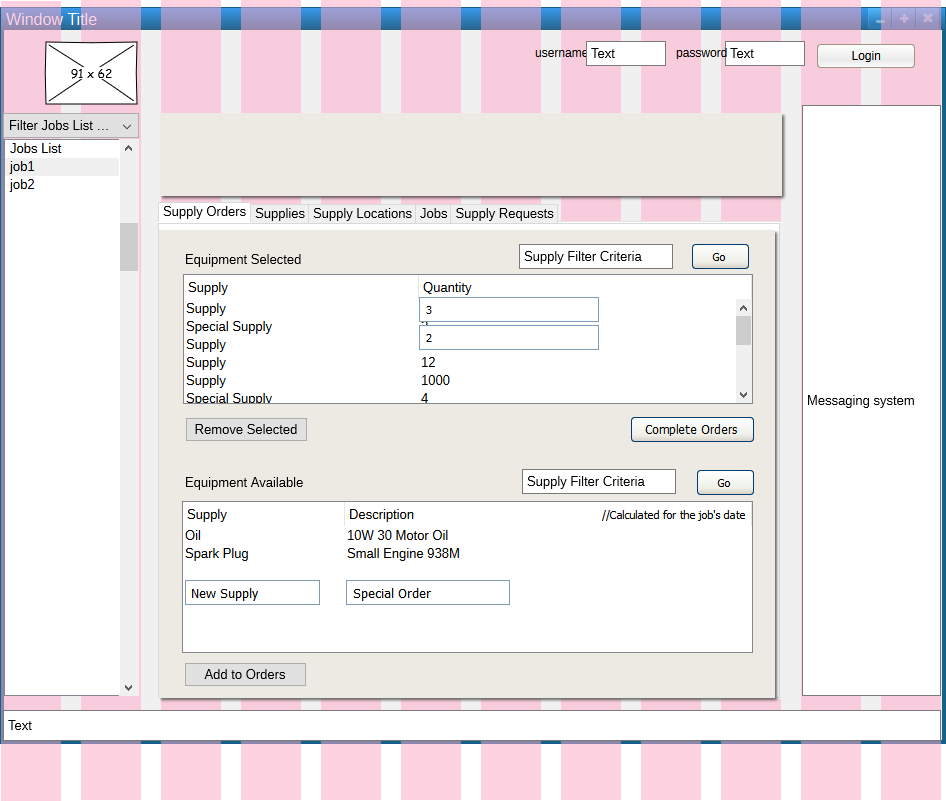 Window Title
91 x 62
username Text password Text Login
Filter Jobs List ...
Jobs List
job1
job2
Supply Orders Supplies Supply Locations Jobs Supply Requests
Equipment Selected Supply Filter Criteria Go
Supply Quantity
Supply 3
Special Supply
Supply 2
Supply 12
Supply 1000
Special Supply 4
Messaging system
Remove Selected Complete Orders
Equipment Available Supply Filter Criteria Go
Supply Description //Calculated for the job's date
Oil 10W 30 Motor Oil
Spark Plug Small Engine 938M
New Supply Special Order
Add to Orders
Text